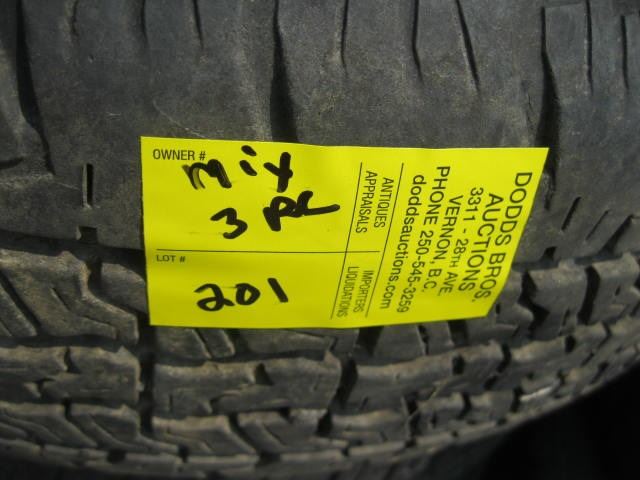 OWNER #
mix
3 pc
LOT #
201
ANTIQUES
APPRAISALS
IMPORTERS
LIQUIDATIONS
DODDS BROS.
AUCTIONS
3311 - 28TH AVE
VERNON, B.C.
PHONE 250-545-3259
doddsauctions.com